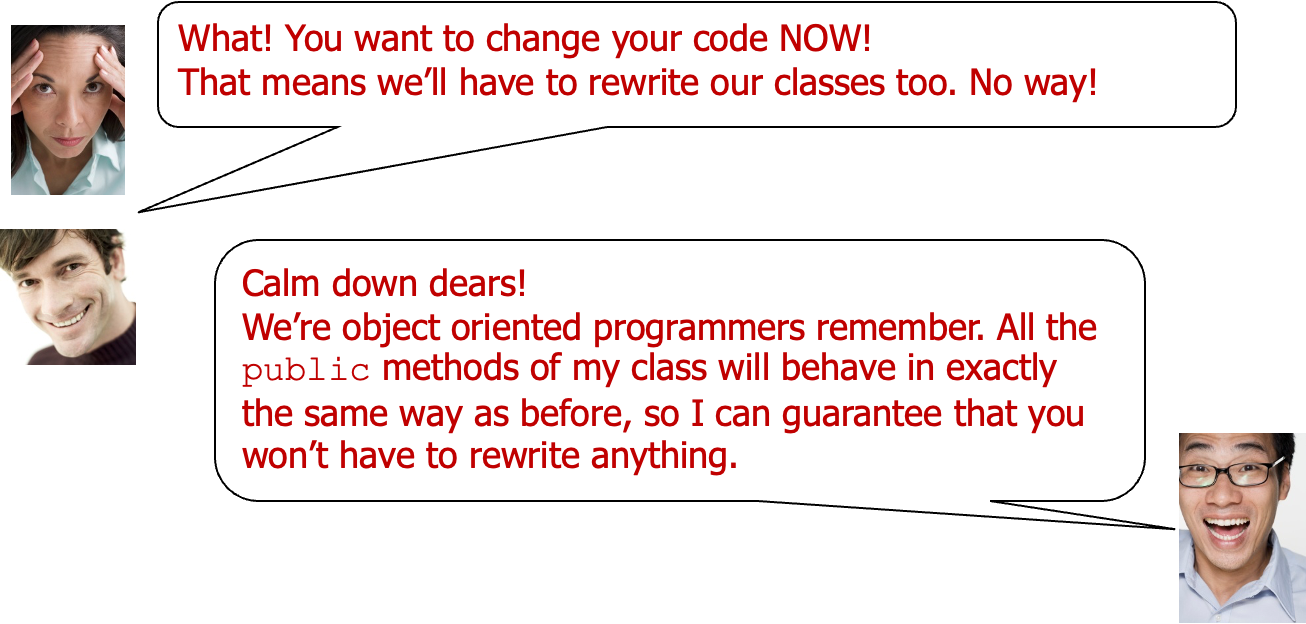 What! You want to change your code NOW!
That means we’ll have to rewrite our classes too. No way!
Calm down dears!
We’re object oriented programmers remember. All the
public methods of my class will behave in exactly
the same way as before, so I can guarantee that you
won’t have to rewrite anything.